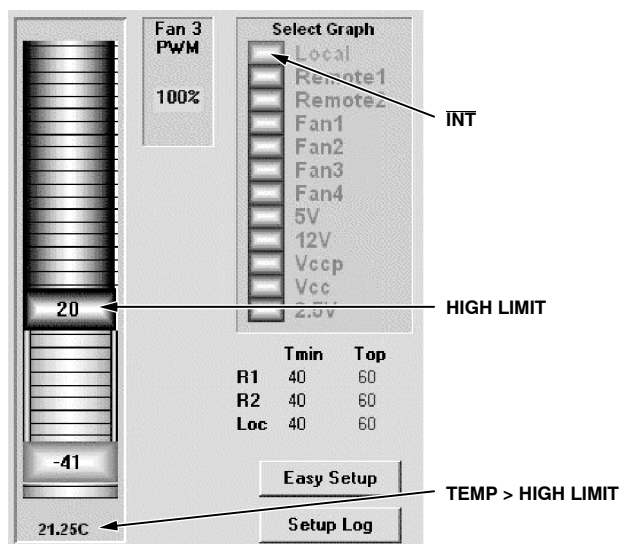 Fan 3
PWM
100%
Select Graph
Local
Remote1
Remote2
Fan1
Fan2
Fan3
Fan4
5V
12V
Vccp
Vcc
2.5V
INT
20
HIGH LIMIT
Tmin Top
R1 40 60
R2 40 60
Loc 40 60
-41
Easy Setup
TEMP > HIGH LIMIT
21.25C
Setup Log